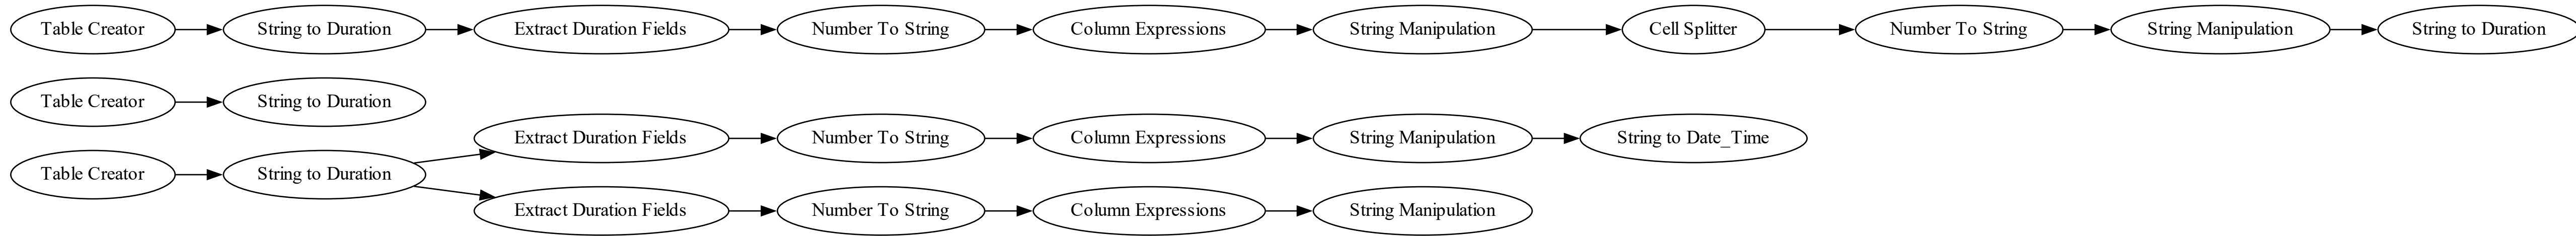 Table Creator
String to Duration
Extract Duration Fields
Number To String
Column Expressions
String Manipulation
Cell Splitter
Number To String
String Manipulation
String to Duration
Table Creator
String to Duration
Extract Duration Fields
Number To String
Column Expressions
String Manipulation
String to Date_Time
Table Creator
String to Duration
Extract Duration Fields
Number To String
Column Expressions
String Manipulation